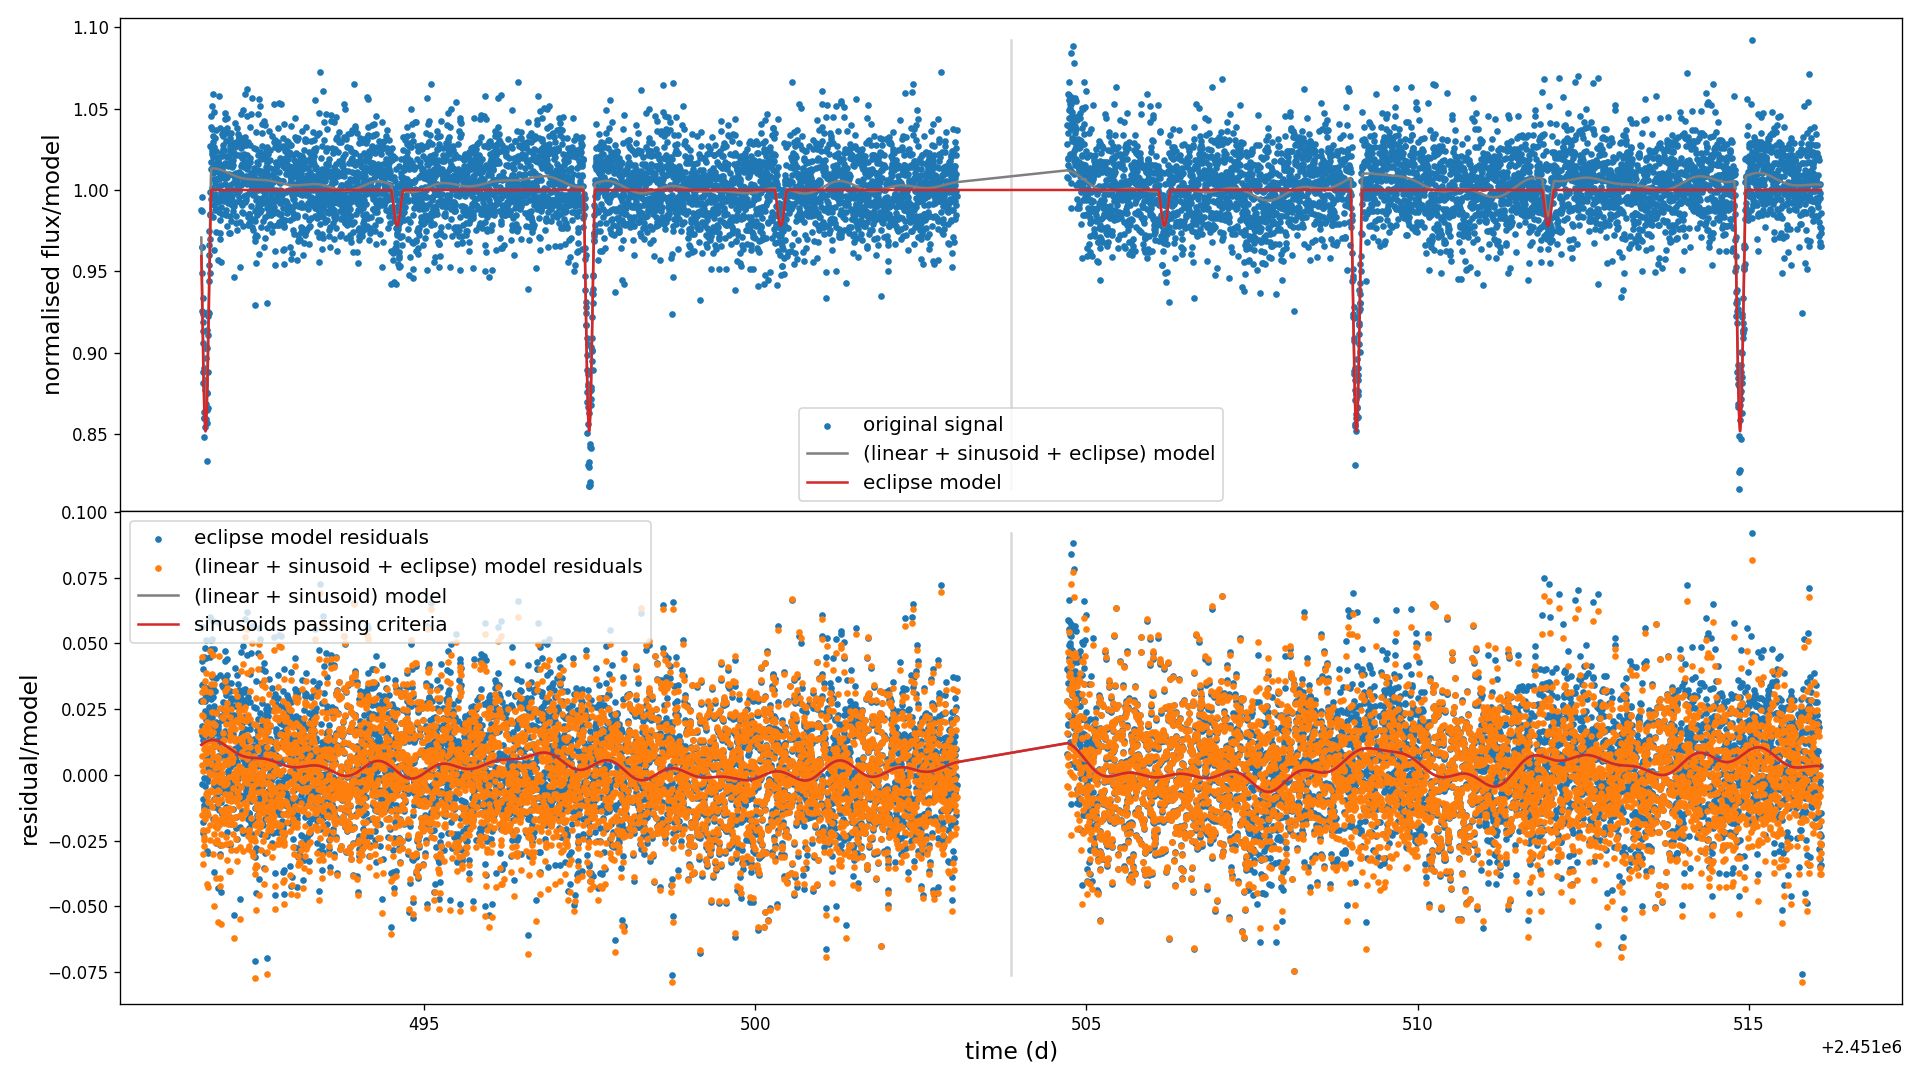 1.10
1.05
1.00
0.95
0.90
0.85
normalised flux/model
original signal
(linear + sinusoid + eclipse) model
eclipse model
0.100
0.075
0.050
0.025
0.000
−0.025
−0.050
−0.075
residual/model
eclipse model residuals
(linear + sinusoid + eclipse) model residuals
(linear + sinusoid) model
sinusoids passing criteria
495
500
505
510
515
time (d)
+2.451e6